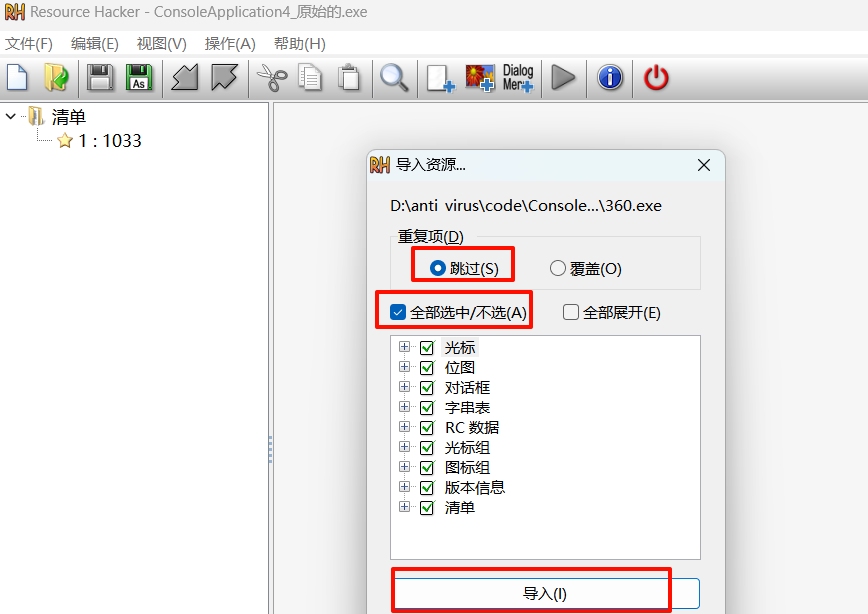 Resource Hacker - ConsoleApplication4_原始的.exe
文件(F) 编辑(E) 视图(V) 操作(A) 帮助(H)
As
Dialog
Mer+
清单
1 : 1033
导入资源...
D:\anti virus\code\Console...\360.exe
重复项(D)
跳过(S) 覆盖(O)
全部选中/不选(A) 全部展开(E)
光标
位图
对话框
字串表
RC 数据
光标组
图标组
版本信息
清单
导入(I)